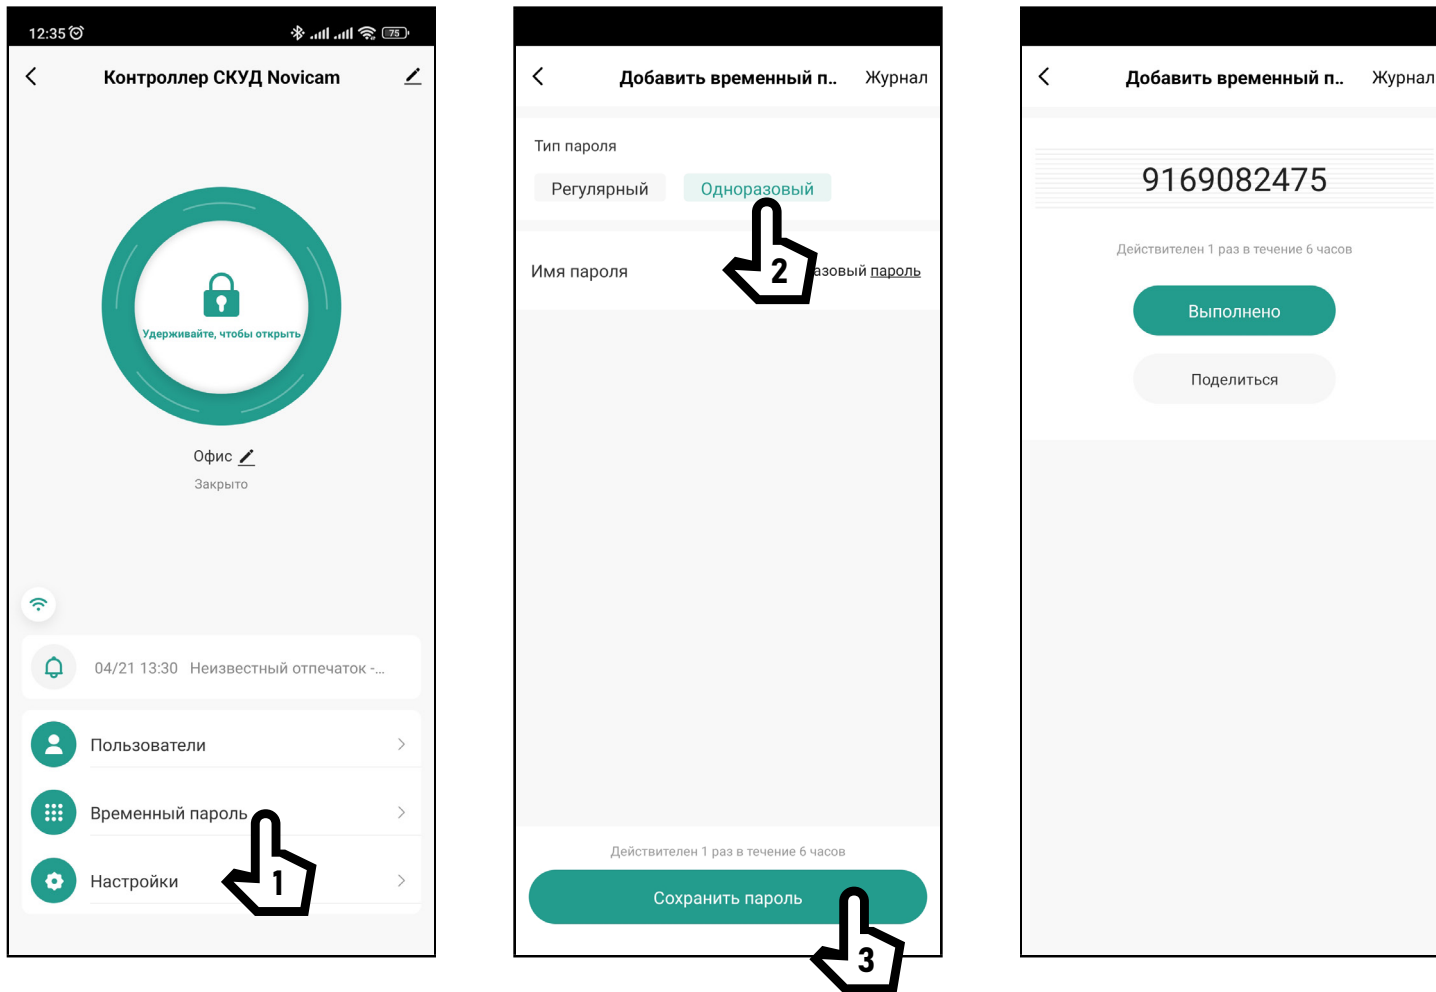 12:35
75
Контроллер СКУД Novicam
Удерживайте, чтобы открыть
Офис
Закрыто
04/21 13:30 Неизвестный отпечаток -...
Пользователи
Временный пароль
Настройки
1
Добавить временный п..
Журнал
Тип пароля
Регулярный
Одноразовый
Имя пароля
пароль
2
Действителен 1 раз в течение 6 часов
Сохранить пароль
3
Добавить временный п..
Журнал
9169082475
Действителен 1 раз в течение 6 часов
Выполнено
Поделиться